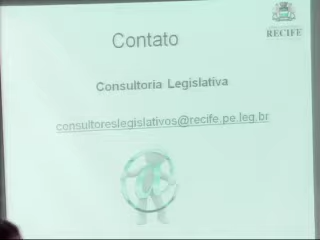 RECIFE
Contato
Consultoria Legislativa
consultoreslegislativos@recife.pe.leg.br
@